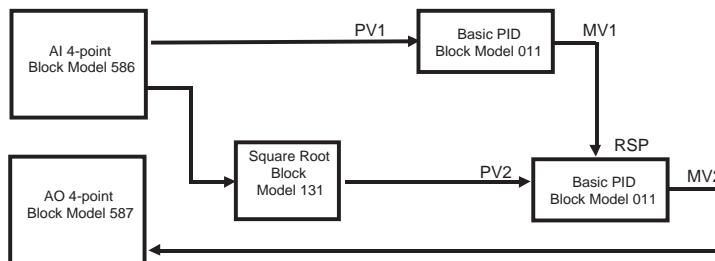 AI 4-point
Block Model 586
PV1
Basic PID
Block Model 011
MV1
Square Root
Block
Model 131
PV2
RSP
Basic PID
Block Model 011
MV2
AO 4-point
Block Model 587